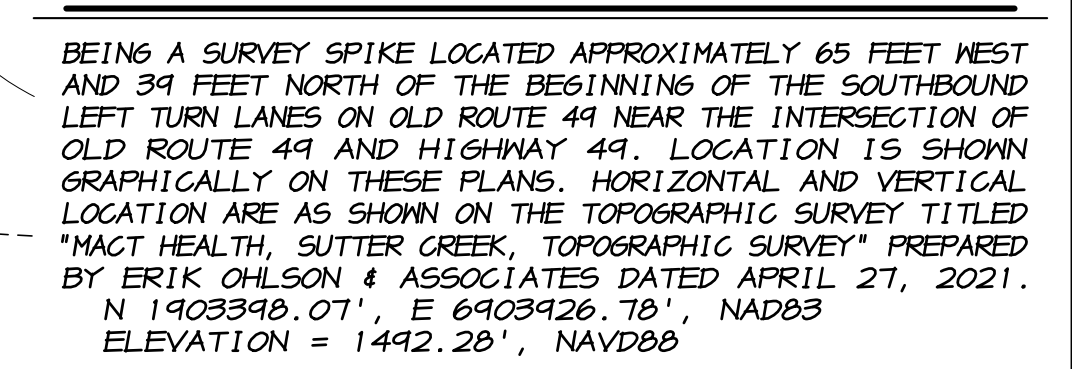 BEING A SURVEY SPIKE LOCATED APPROXIMATELY 65 FEET WEST
AND 39 FEET NORTH OF THE BEGINNING OF THE SOUTHBOUND
LEFT TURN LANES ON OLD ROUTE 49 NEAR THE INTERSECTION OF
OLD ROUTE 49 AND HIGHWAY 49. LOCATION IS SHOWN
GRAPHICALLY ON THESE PLANS. HORIZONTAL AND VERTICAL
LOCATION ARE AS SHOWN ON THE TOPOGRAPHIC SURVEY TITLED
"MACT HEALTH, SUTTER CREEK, TOPOGRAPHIC SURVEY" PREPARED
BY ERIK OHLSON & ASSOCIATES DATED APRIL 27, 2021.
N 1903398.07', E 6903926.78', NAD83
ELEVATION = 1492.28', NAVD88